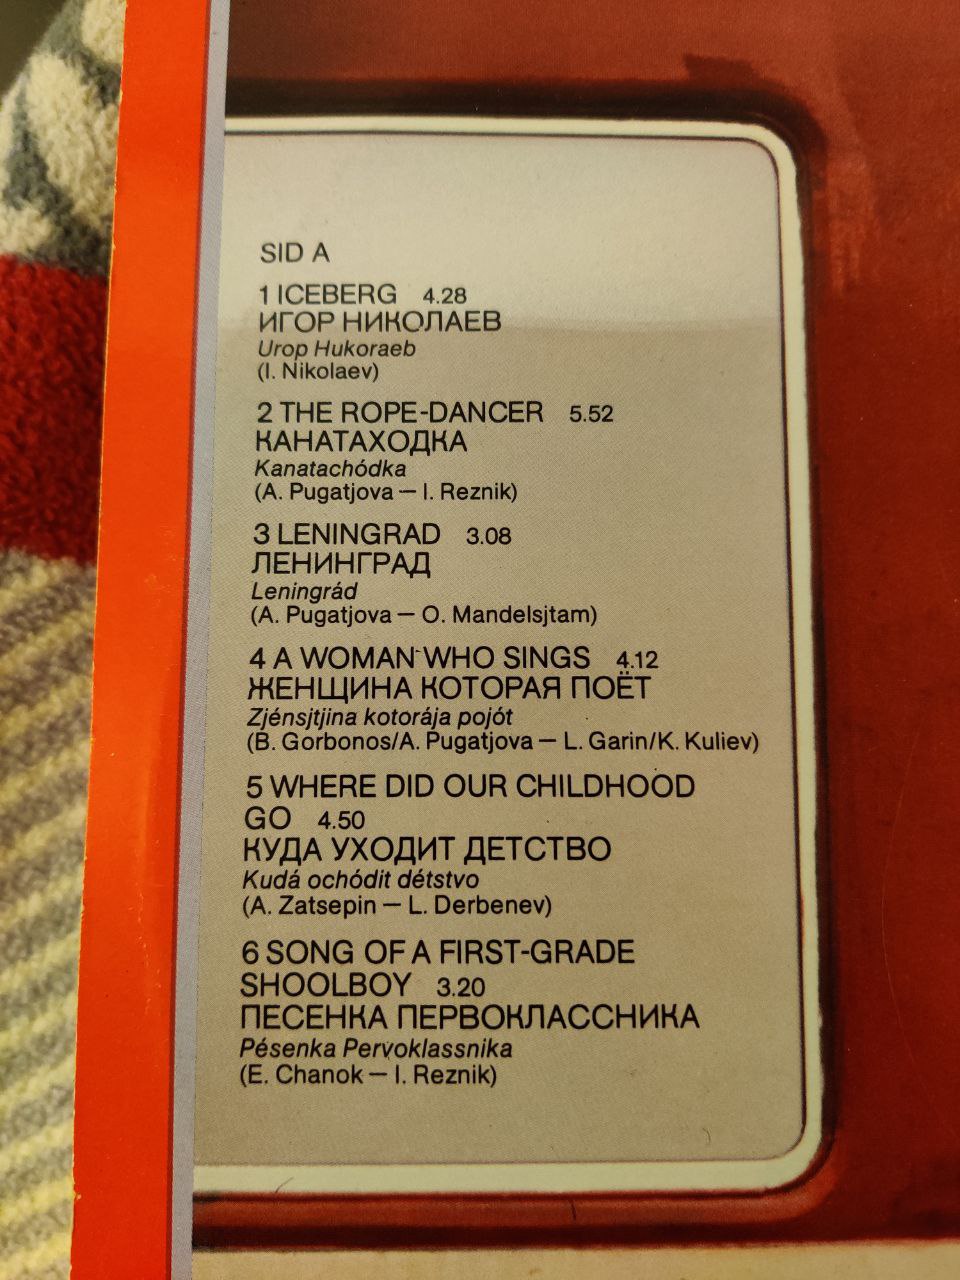 SID A
1 ICEBERG 4.28
ИГОР НИКОЛАЕВ
Urop Hukoraeb
(I. Nikolaev)
2 THE ROPE-DANCER 5.52
КАНАТАХОДКА
Kanatachódka
(A. Pugatjova — I. Reznik)
3 LENINGRAD 3.08
ЛЕНИНГРАД
Leningrád
(A. Pugatjova — O. Mandelsjtam)
4 A WOMAN WHO SINGS 4.12
ЖЕНЩИНА КОТОРАЯ ПОЁТ
Zjénsjtjina kotorája pojót
(B. Gorbonos/A. Pugatjova — L. Garin/K. Kuliev)
5 WHERE DID OUR CHILDHOOD
GO 4.50
КУДА УХОДИТ ДЕТСТВО
Kudá ochódit détstvo
(A. Zatsepin — L. Derbenev)
6 SONG OF A FIRST-GRADE
SHOOLBOY 3.20
ПЕСЕНКА ПЕРВОКЛАССНИКА
Pésenka Pervoklassnika
(E. Chanok — I. Reznik)